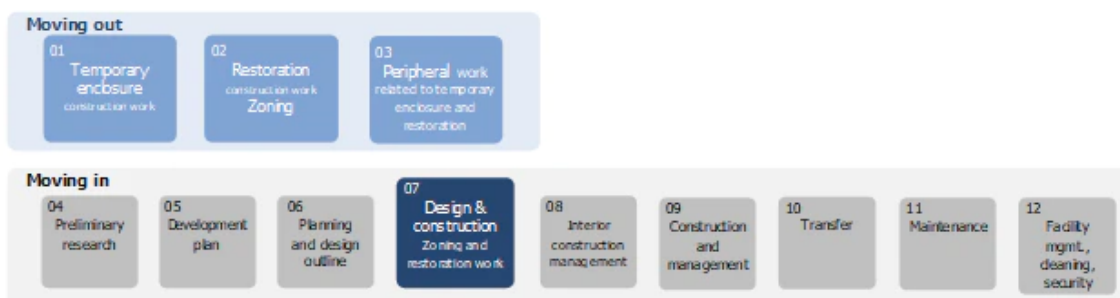 Moving out
01
Temporary
enclosure
construction work
02
Restoration
construction work
Zoning
03
Peripheral work
related to temporary
enclosure and
restoration
Moving in
04
Preliminary
research
05
Development
plan
06
Planning
and design
outline
07
Design &
construction
Zoning and
restoration work
08
Interior
construction
management
09
Construction
and
management
10
Transfer
11
Maintenance
12
Facility
mgmt.,
cleaning,
security